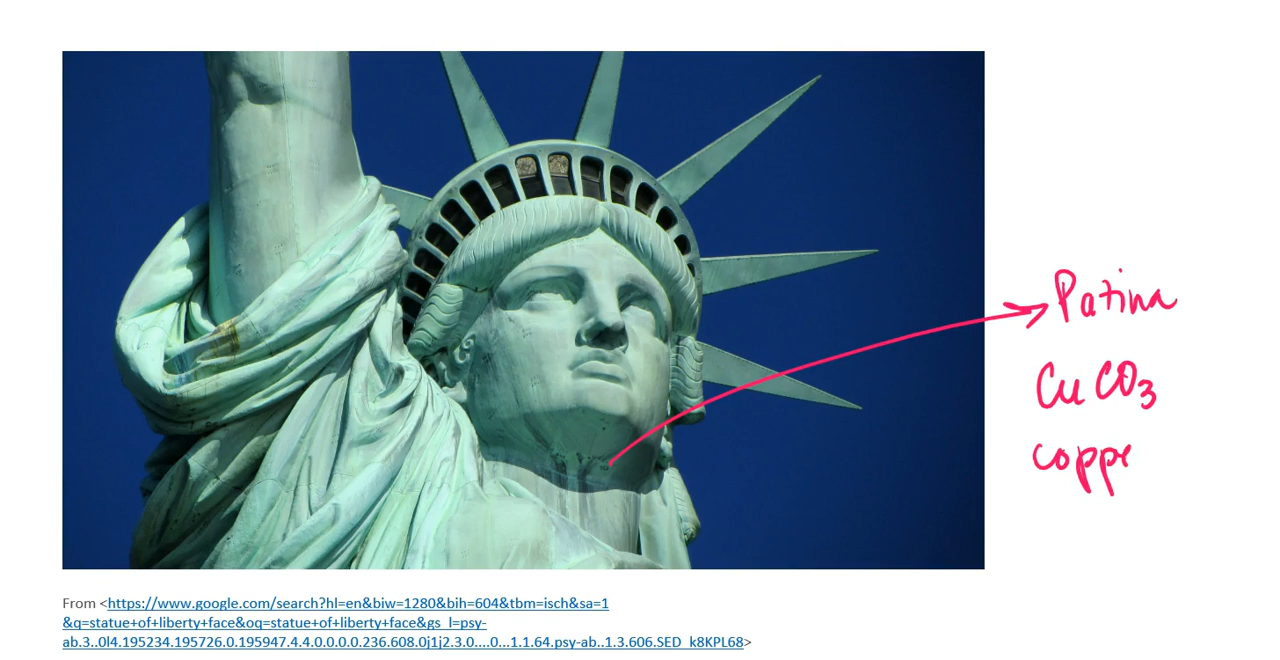 Patina
CuCO3
coppe
From <https://www.google.com/search?hl=en&biw=1280&bih=604&tbm=isch&sa=1
&q=statue+of+liberty+face&oq=statue+of+liberty+face&gs_l=psy-
ab.3..0l4.195234.195726.0.195947.4.4.0.0.0.0.236.608.0j1j2.3.0....0...1.1.64.psy-ab..1.3.606.SED_k8KPL68>